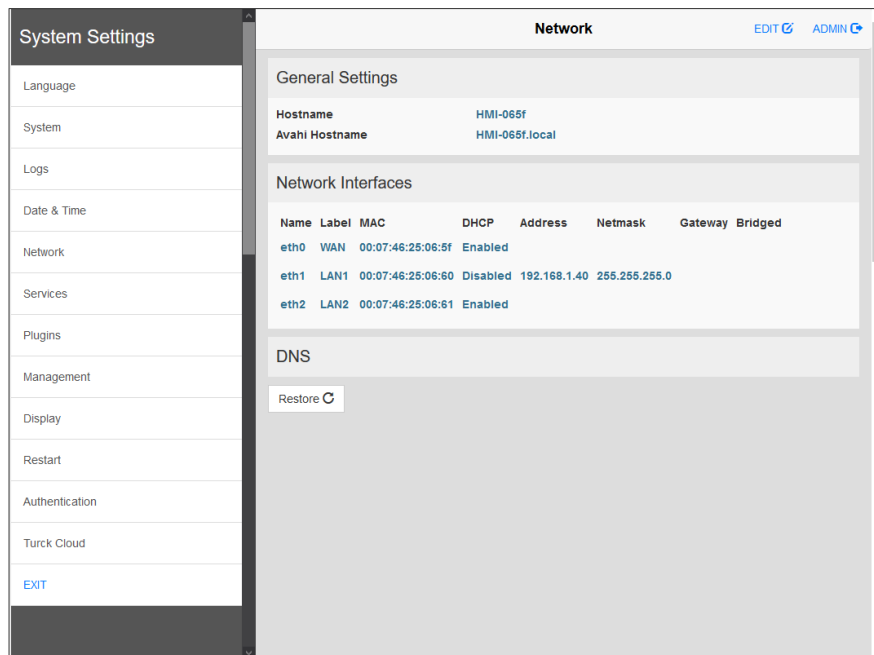 System Settings
Language
System
Logs
Date & Time
Network
Services
Plugins
Management
Display
Restart
Authentication
Turck Cloud
EXIT
Network EDIT ADMIN
General Settings
Hostname HMI-065f
Avahi Hostname HMI-065f.local
Network Interfaces
Name Label MAC DHCP Address Netmask Gateway Bridged
eth0 WAN 00:07:46:25:06:5f Enabled
eth1 LAN1 00:07:46:25:06:60 Disabled 192.168.1.40 255.255.255.0
eth2 LAN2 00:07:46:25:06:61 Enabled
DNS
Restore